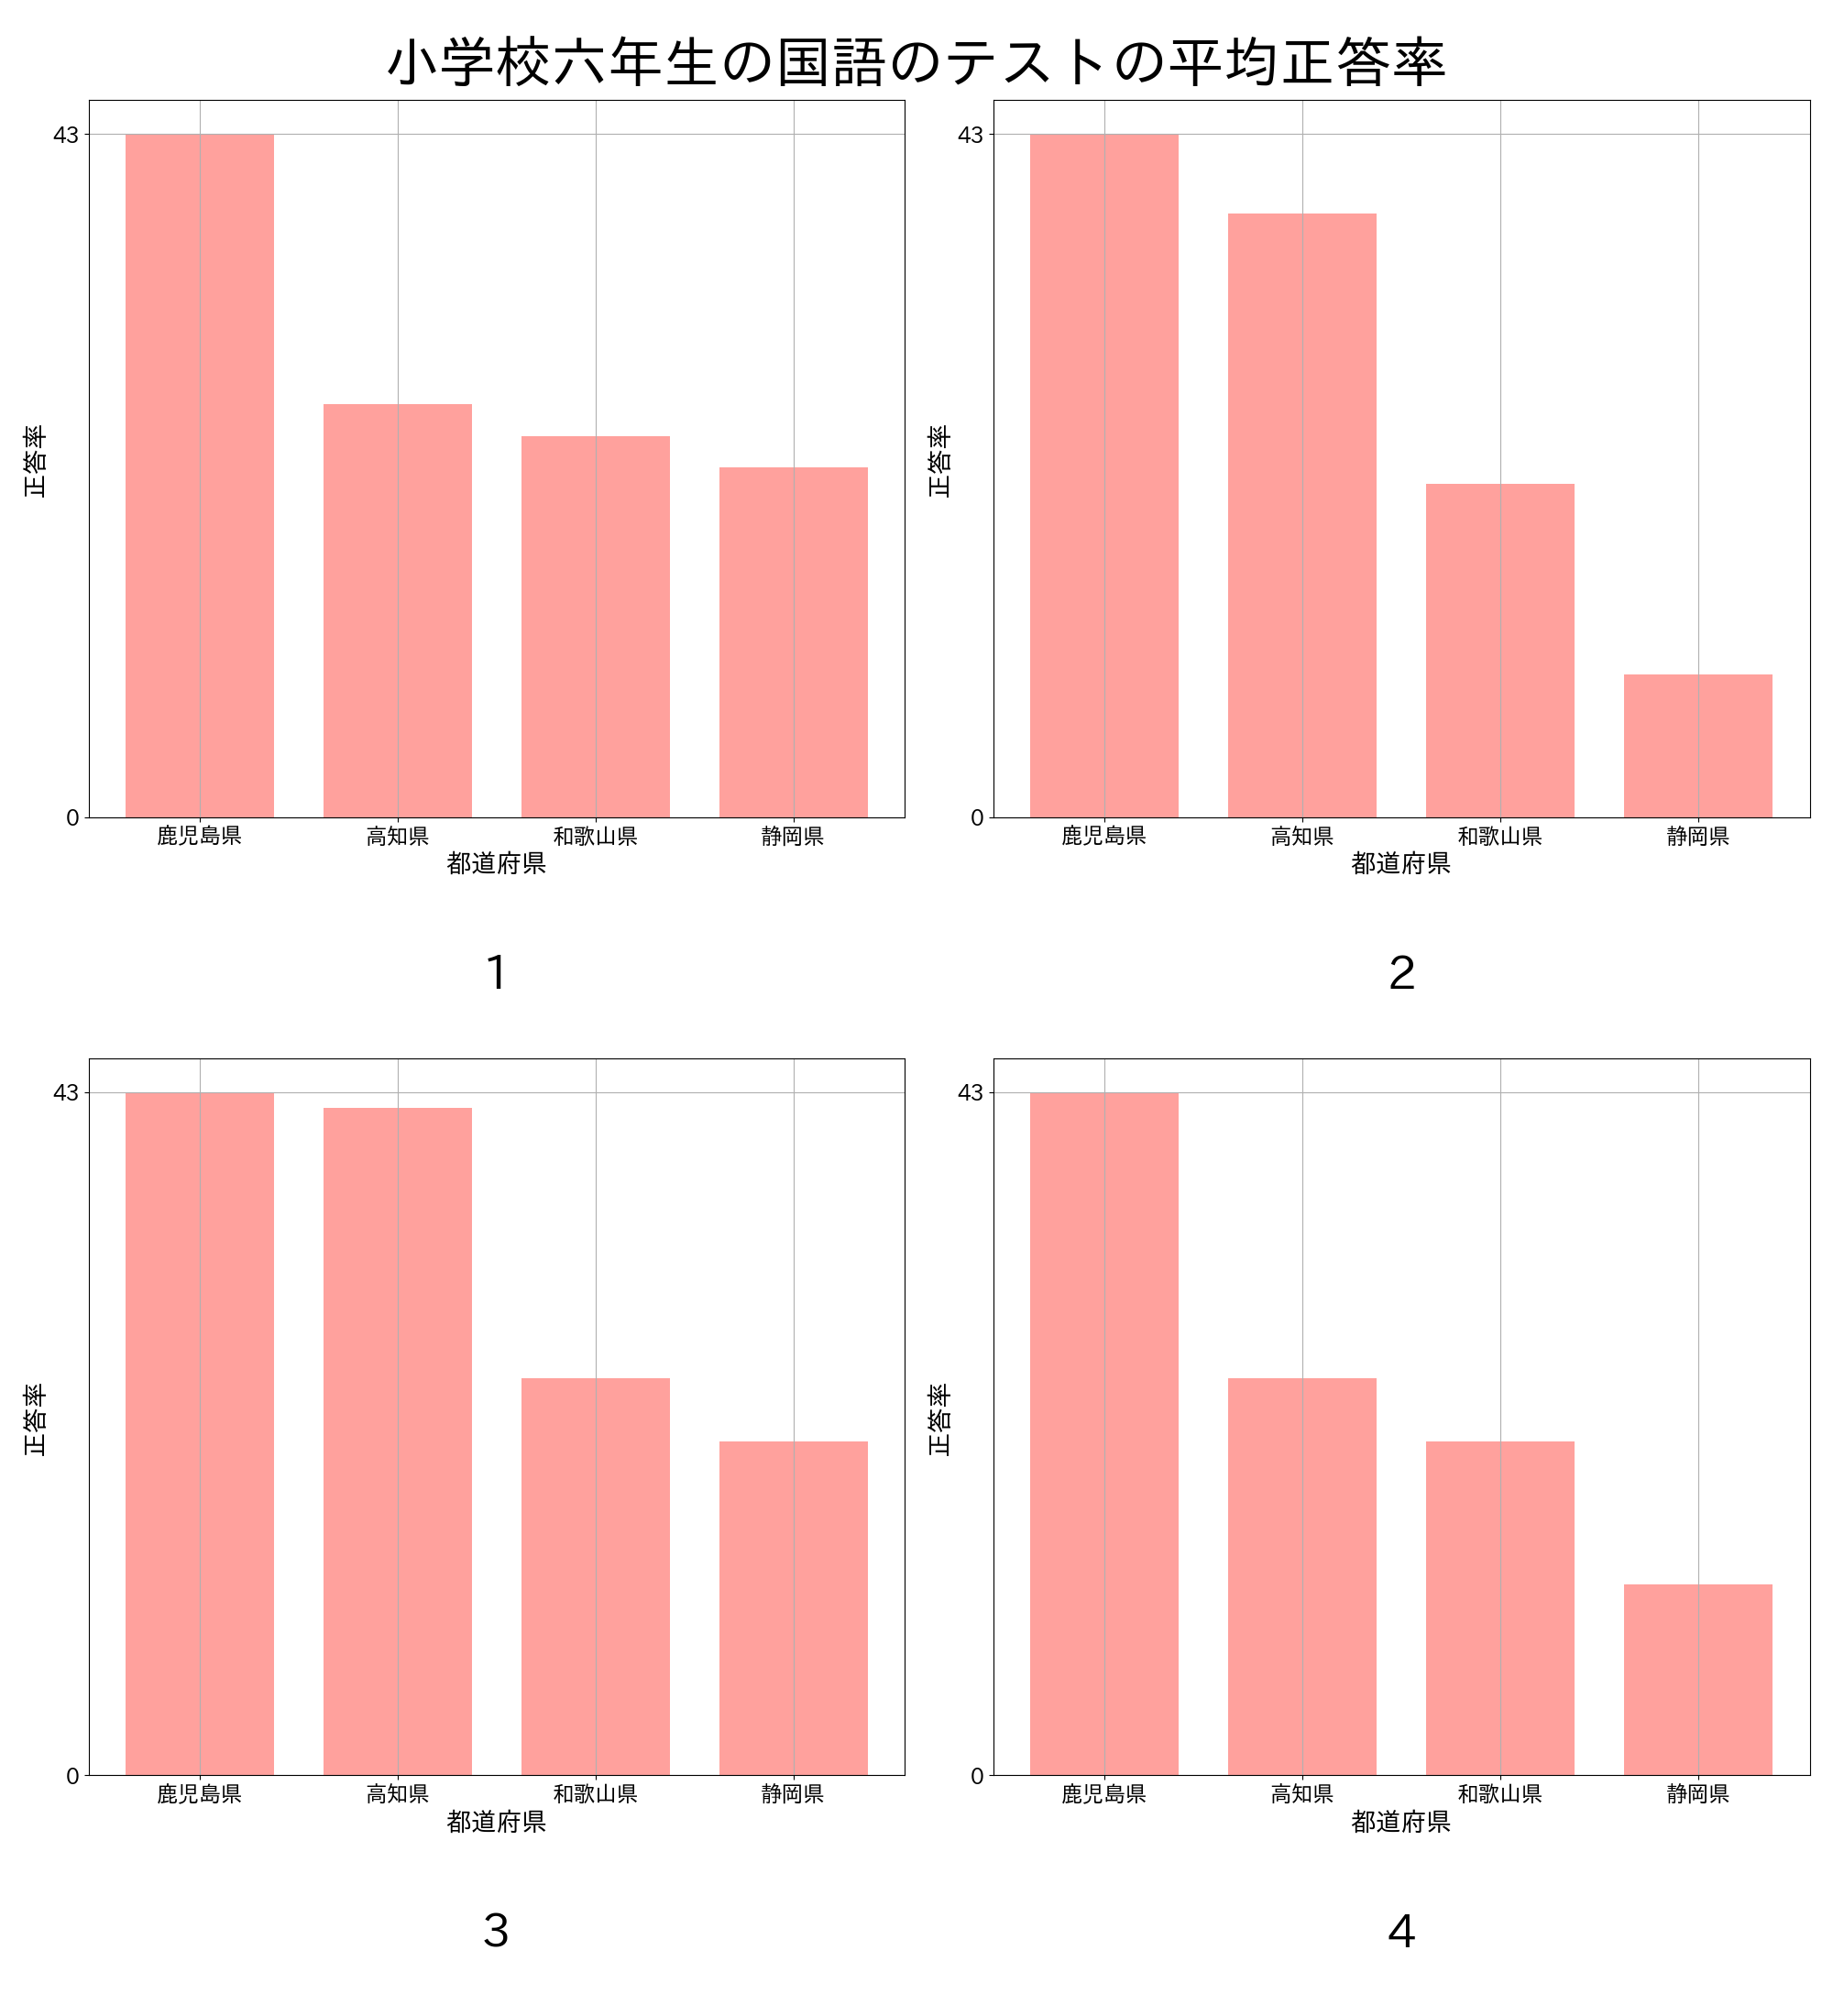 小学校六年生の国語のテストの平均正答率
43
0
正答率
鹿児島県 高知県 和歌山県 静岡県
都道府県
1
43
0
正答率
鹿児島県 高知県 和歌山県 静岡県
都道府県
2
43
0
正答率
鹿児島県 高知県 和歌山県 静岡県
都道府県
3
43
0
正答率
鹿児島県 高知県 和歌山県 静岡県
都道府県
4